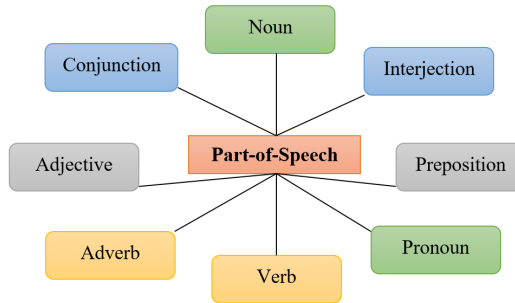 Noun
Conjunction
Interjection
Part-of-Speech
Adjective
Preposition
Adverb
Pronoun
Verb